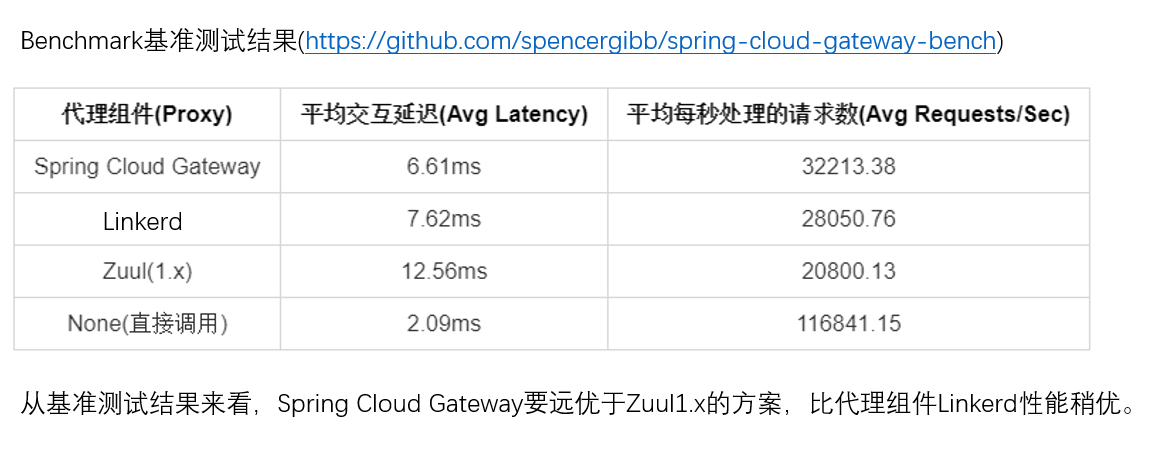 Benchmark基准测试结果(https://github.com/spencergibb/spring-cloud-gateway-bench)
代理组件(Proxy) 平均交互延迟(Avg Latency) 平均每秒处理的请求数(Avg Requests/Sec)
Spring Cloud Gateway 6.61ms 32213.38
Linkerd 7.62ms 28050.76
Zuul(1.x) 12.56ms 20800.13
None(直接调用) 2.09ms 116841.15
从基准测试结果来看，Spring Cloud Gateway要远优于Zuul1.x的方案，比代理组件Linkerd性能稍优。